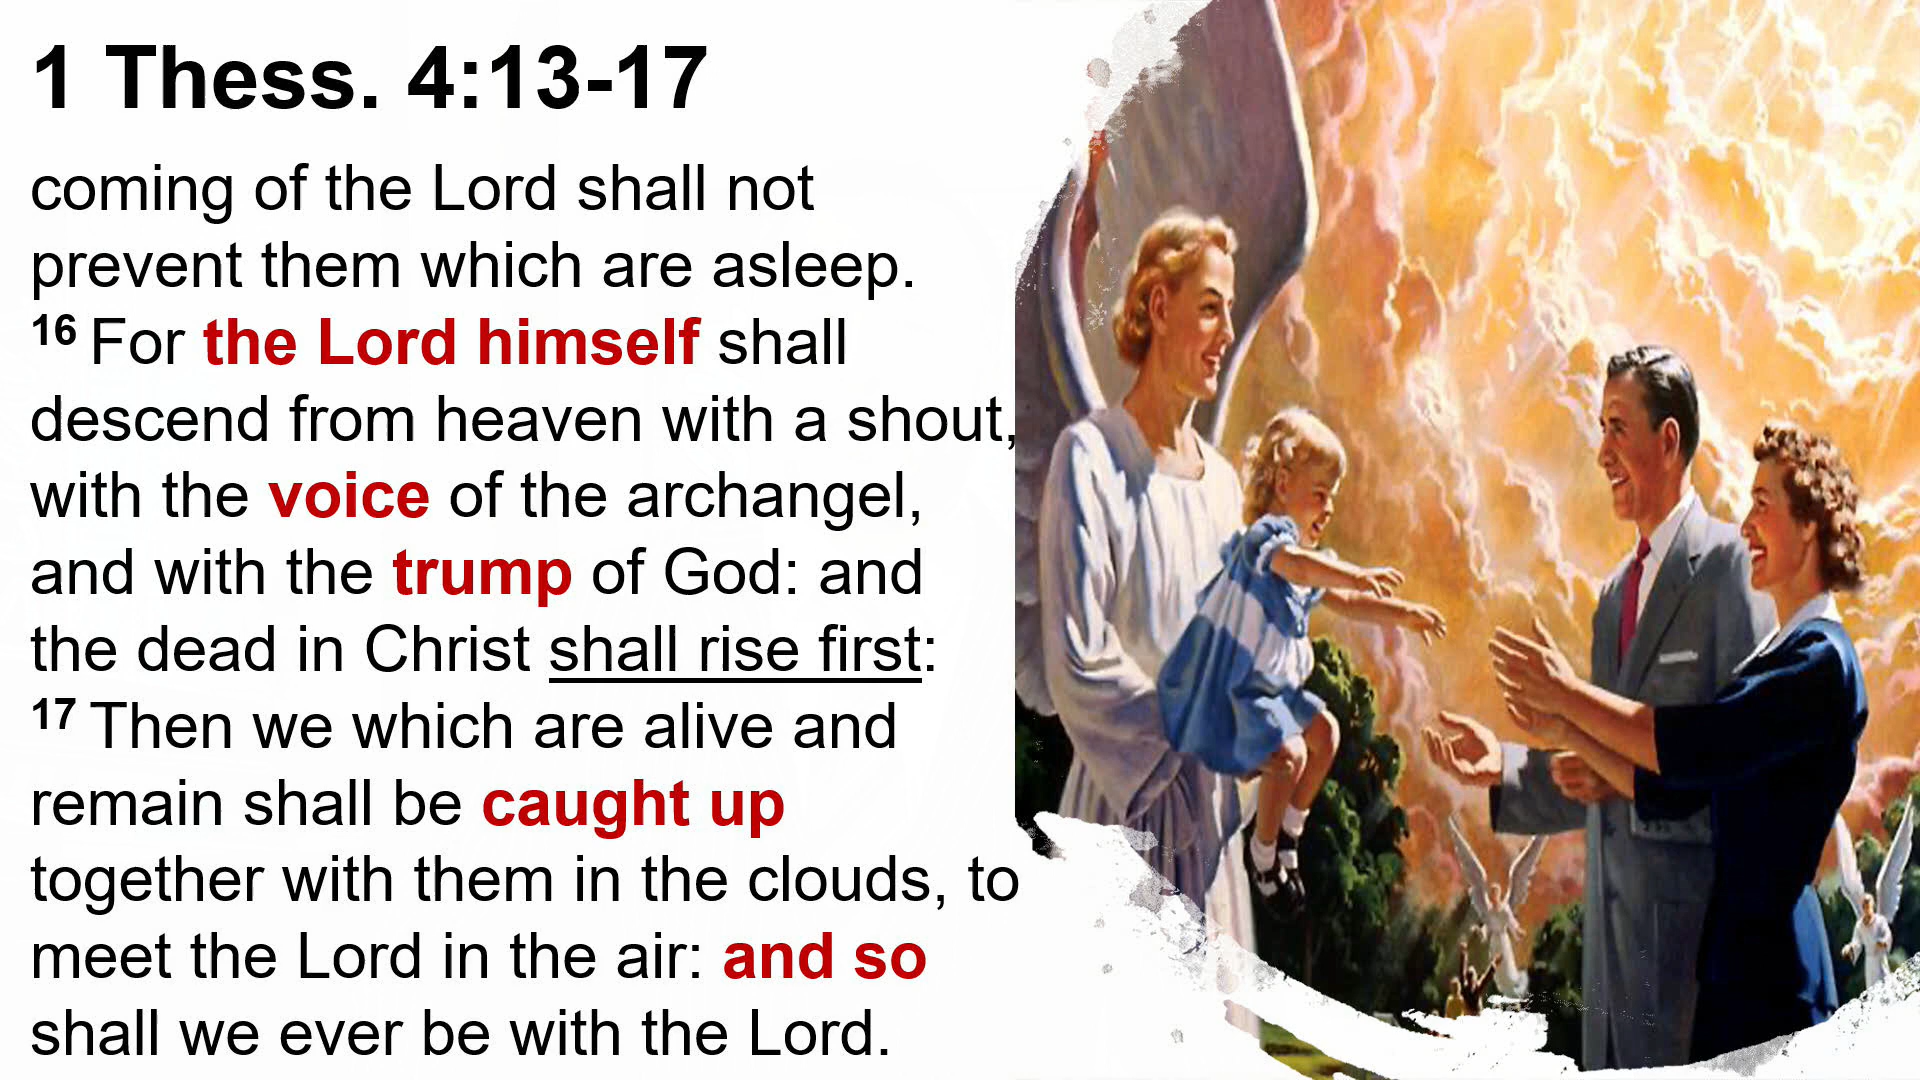 1 Thess. 4:13-17
coming of the Lord shall not
prevent them which are asleep.
16 For the Lord himself shall
descend from heaven with a shout,
with the voice of the archangel,
and with the trump of God: and
the dead in Christ shall rise first:
17 Then we which are alive and
remain shall be caught up
together with them in the clouds, to
meet the Lord in the air: and so
shall we ever be with the Lord.